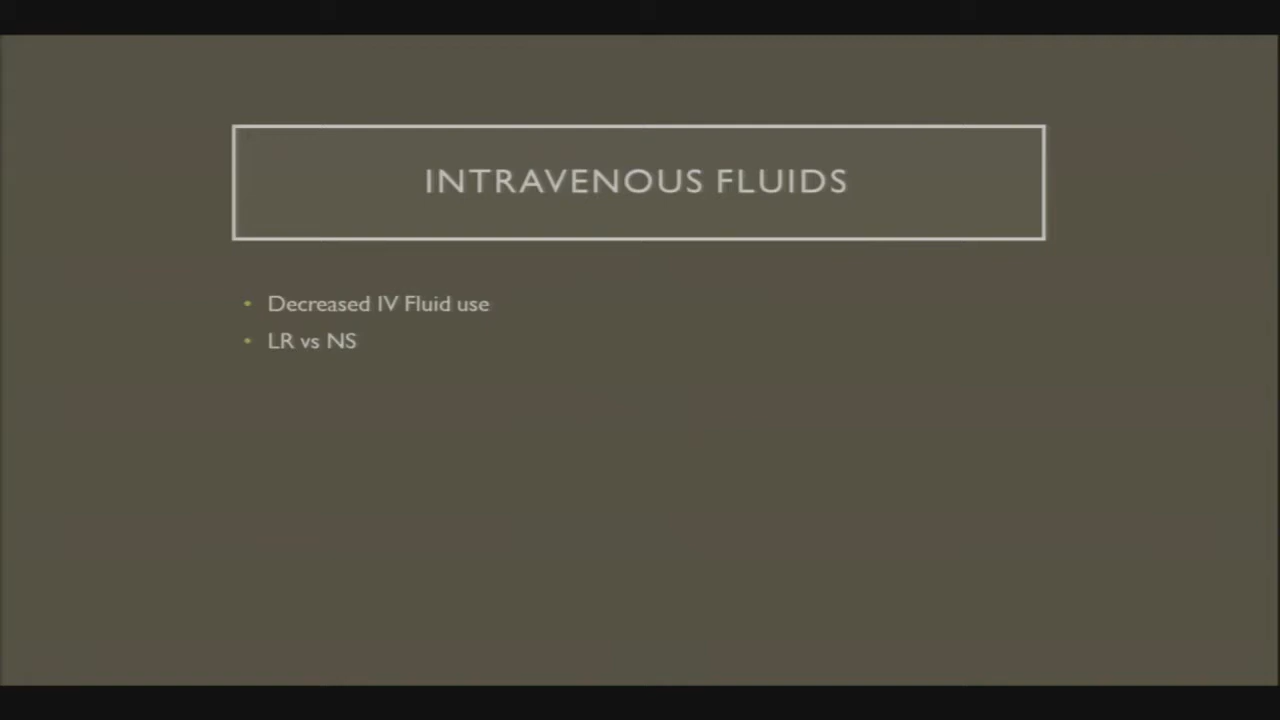 INTRAVENOUS FLUIDS
• Decreased IV Fluid use
• LR vs NS